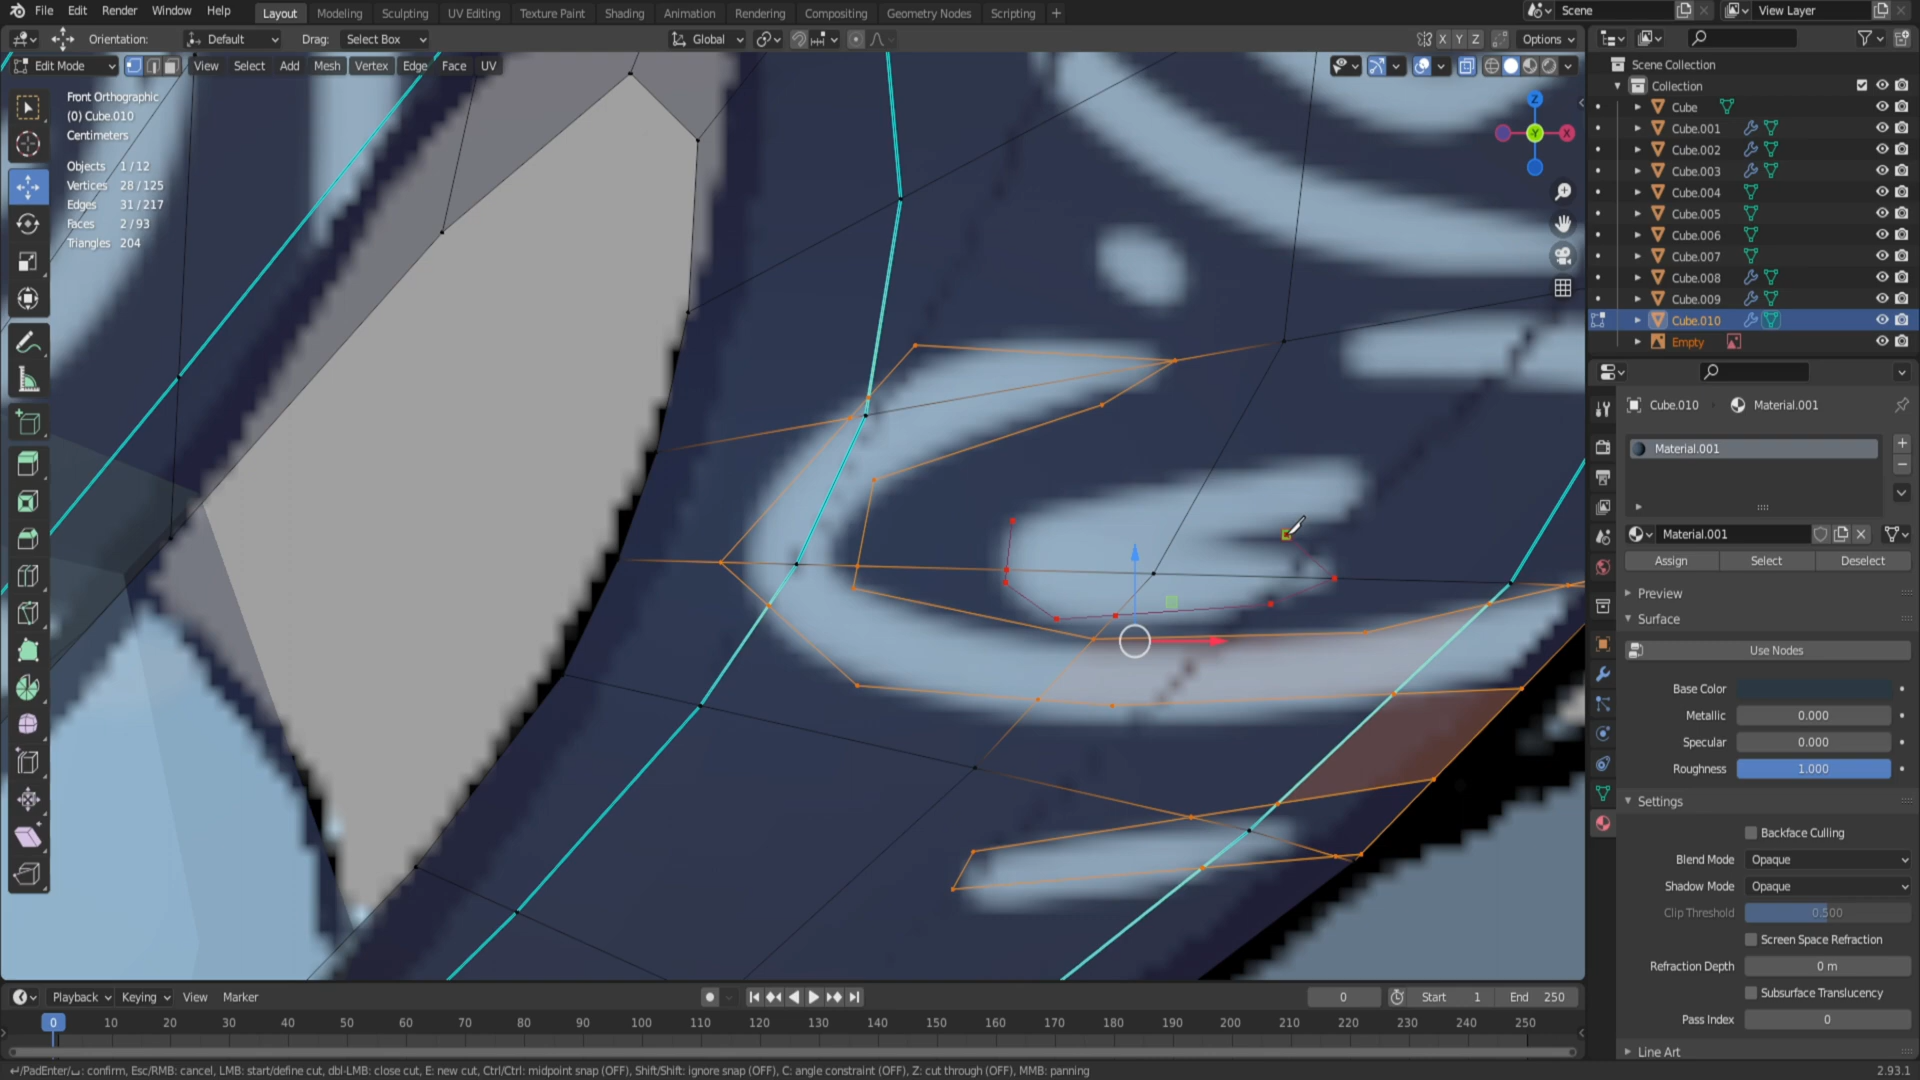 File Edit Render Window Help Layout Modeling Sculpting UV Editing Texture Paint Shading Animation Rendering Compositing Geometry Nodes Scripting + Scene View Layer
Orientation: Default Drag: Select Box Global X Y Z Options
Edit Mode View Select Add Mesh Vertex Edge Face UV
Front Orthographic
(0) Cube.010
Centimeters
Objects 1/12
Vertices 28/125
Edges 31/217
Faces 2/93
Triangles 204
Z
Y
X
Scene Collection
Collection
Cube
Cube.001
Cube.002
Cube.003
Cube.004
Cube.005
Cube.006
Cube.007
Cube.008
Cube.009
Cube.010
Empty
Cube.010 Material.001
Material.001
Material.001
Assign Select Deselect
Preview
Surface
Use Nodes
Base Color
Metallic 0.000
Specular 0.000
Roughness 1.000
Settings
Backface Culling
Blend Mode Opaque
Shadow Mode Opaque
Clip Threshold 0.500
Screen Space Refraction
Refraction Depth 0 m
Subsurface Translucency
Pass Index 0
Line Art
Playback Keying View Marker 0 Start 1 End 250
0 10 20 30 40 50 60 70 80 90 100 110 120 130 140 150 160 170 180 190 200 210 220 230 240 250
↵/PadEnter/⎵: confirm, Esc/RMB: cancel, LMB: start/define cut, dbl-LMB: close cut, E: new cut, Ctrl/Ctrl: midpoint snap (OFF), Shift/Shift: ignore snap (OFF), C: angle constraint (OFF), Z: cut through (OFF), MMB: panning 2.93.1